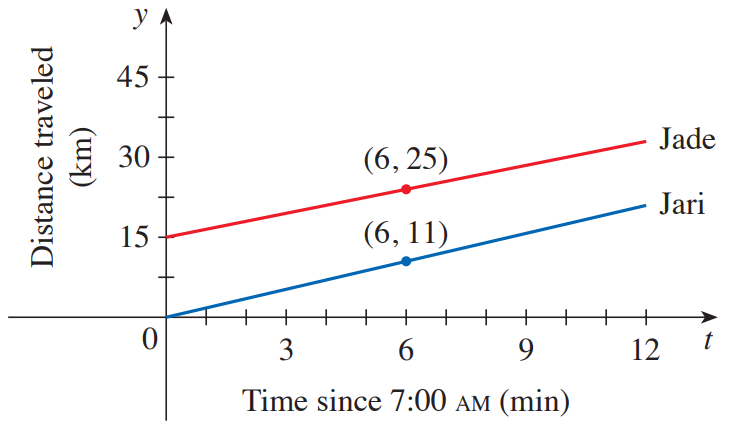 y
Distance traveled
(km)
45
30
15
0
(6, 25)
(6, 11)
Jade
Jari
3 6 9 12 t
Time since 7:00 AM (min)